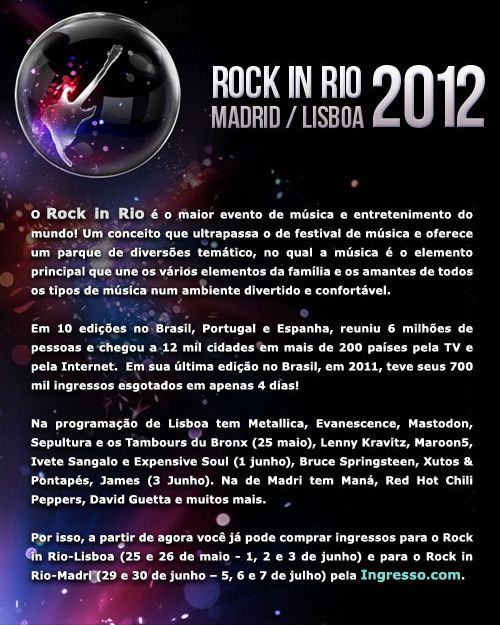 ROCK IN RIO
MADRID / LISBOA 2012
O Rock in Rio é o maior evento de música e entretenimento do
mundo! Um conceito que ultrapassa o de festival de música e oferece
um parque de diversões temático, no qual a música é o elemento
principal que une os vários elementos da família e os amantes de todos
os tipos de música num ambiente divertido e confortável.
Em 10 edições no Brasil, Portugal e Espanha, reuniu 6 milhões de
pessoas e chegou a 12 mil cidades em mais de 200 países pela TV e
pela Internet. Em sua última edição no Brasil, em 2011, teve seus 700
mil ingressos esgotados em apenas 4 dias!
Na programação de Lisboa tem Metallica, Evanescence, Mastodon,
Sepultura e os Tambours du Bronx (25 maio), Lenny Kravitz, Maroon5,
Ivete Sangalo e Expensive Soul (1 junho), Bruce Springsteen, Xutos &
Pontapés, James (3 Junho). Na de Madri tem Maná, Red Hot Chili
Peppers, David Guetta e muitos mais.
Por isso, a partir de agora você já pode comprar ingressos para o Rock
in Rio-Lisboa (25 e 26 de maio - 1, 2 e 3 de junho) e para o Rock in
Rio-Madri (29 e 30 de junho – 5, 6 e 7 de julho) pela Ingresso.com.